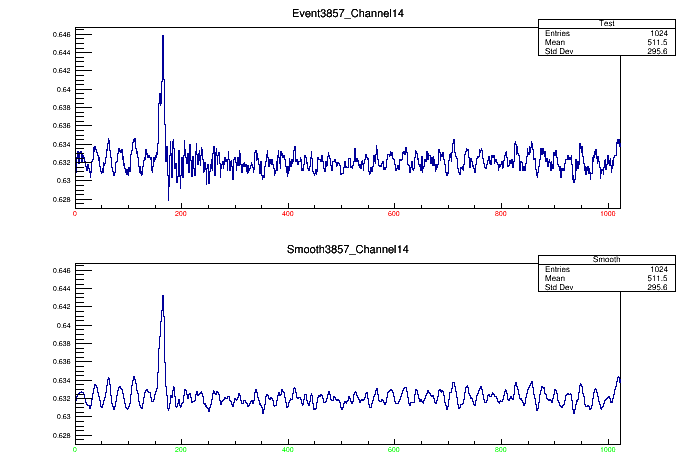 Event3857_Channel14
Test
Entries 1024
Mean 511.5
Std Dev 295.6
0.646
0.644
0.642
0.64
0.638
0.636
0.634
0.632
0.63
0.628
0 200 400 600 800 1000
Smooth3857_Channel14
Smooth
Entries 1024
Mean 511.5
Std Dev 295.6
0.646
0.644
0.642
0.64
0.638
0.636
0.634
0.632
0.63
0.628
0 200 400 600 800 1000